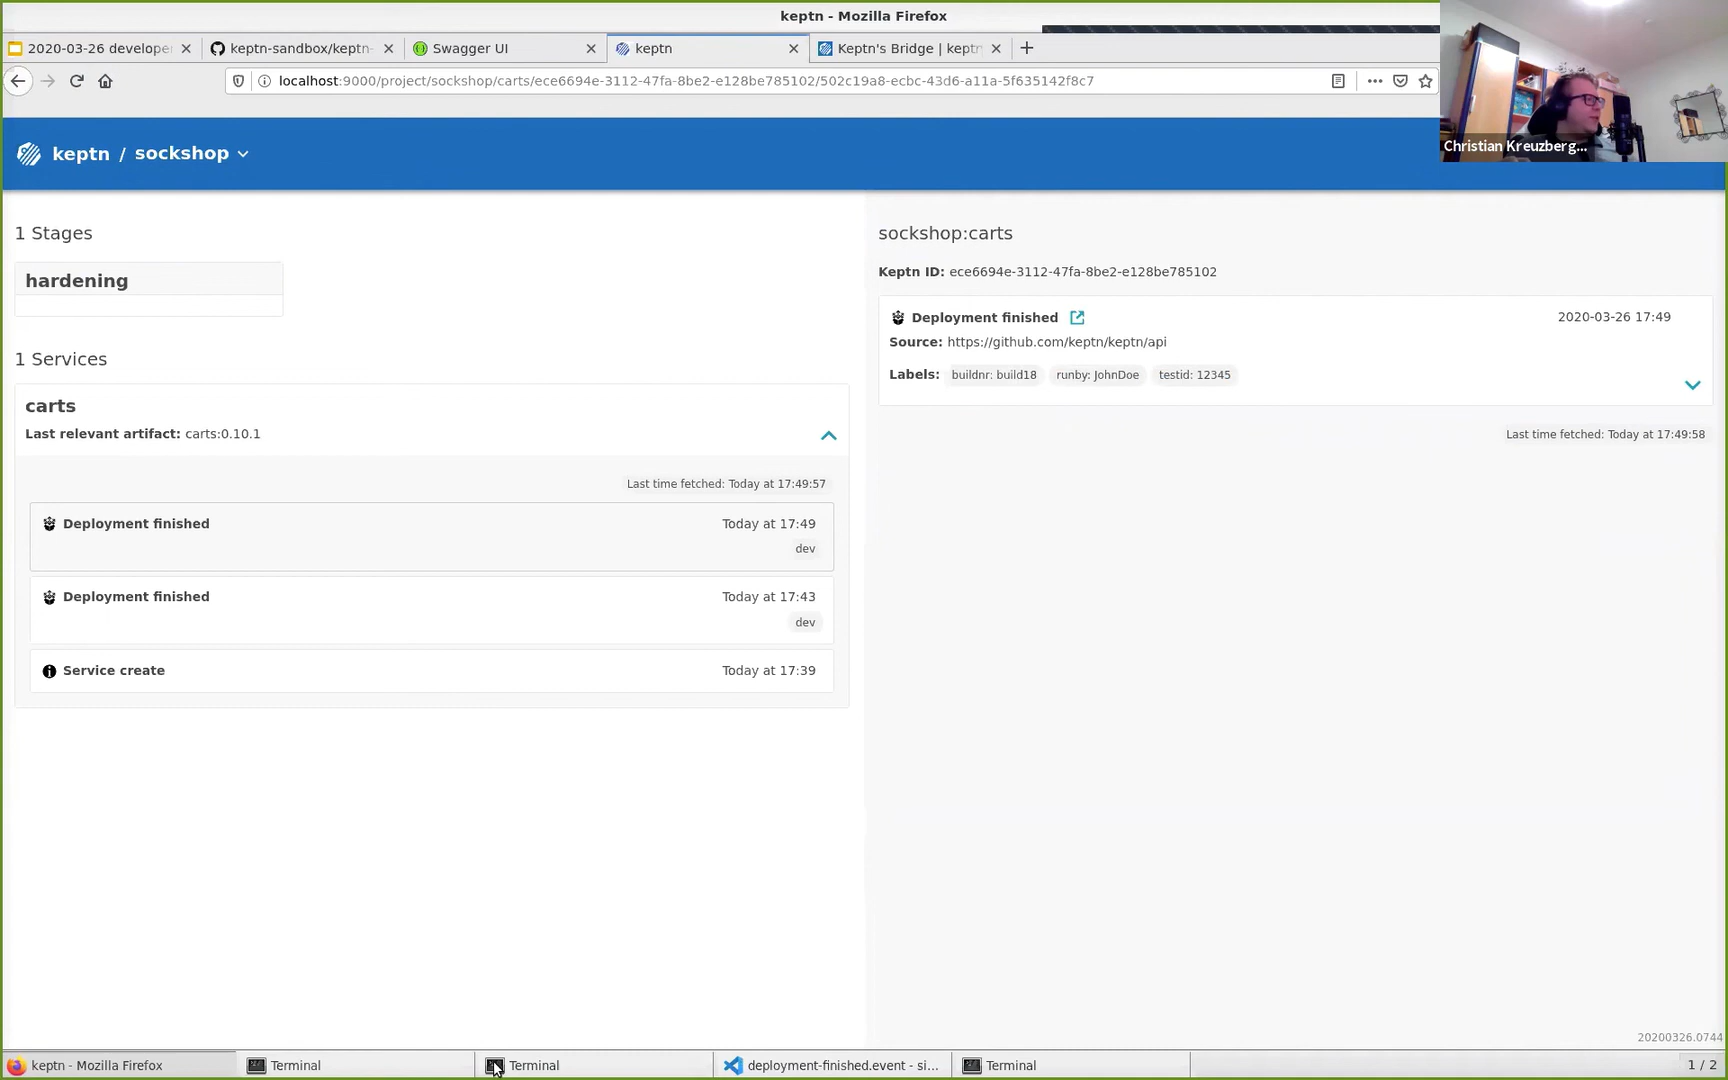 keptn - Mozilla Firefox
2020-03-26 develope
keptn-sandbox/keptn-
Swagger UI
keptn
Keptn's Bridge | keptn
localhost:9000/project/sockshop/carts/ece6694e-3112-47fa-8be2-e128be785102/502c19a8-ecbc-43d6-a11a-5f635142f8c7
Christian Kreuzberg...
keptn / sockshop
1 Stages
hardening
1 Services
carts
Last relevant artifact: carts:0.10.1
Last time fetched: Today at 17:49:57
Deployment finished Today at 17:49
dev
Deployment finished Today at 17:43
dev
Service create Today at 17:39
sockshop:carts
Keptn ID: ece6694e-3112-47fa-8be2-e128be785102
Deployment finished 2020-03-26 17:49
Source: https://github.com/keptn/keptn/api
Labels: buildnr: build18 runby: JohnDoe testid: 12345
Last time fetched: Today at 17:49:58
20200326.0744
keptn - Mozilla Firefox
Terminal
Terminal
deployment-finished.event - si...
Terminal
1 / 2